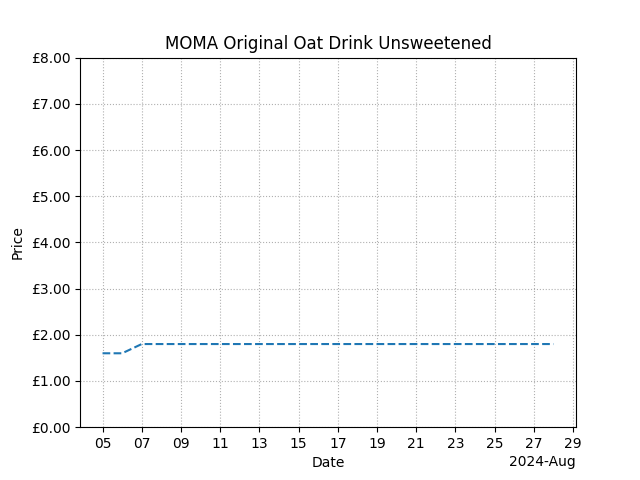 MOMA Original Oat Drink Unsweetened
£8.00
£7.00
£6.00
£5.00
£4.00
£3.00
£2.00
£1.00
£0.00
Price
05 07 09 11 13 15 17 19 21 23 25 27 29
Date
2024-Aug